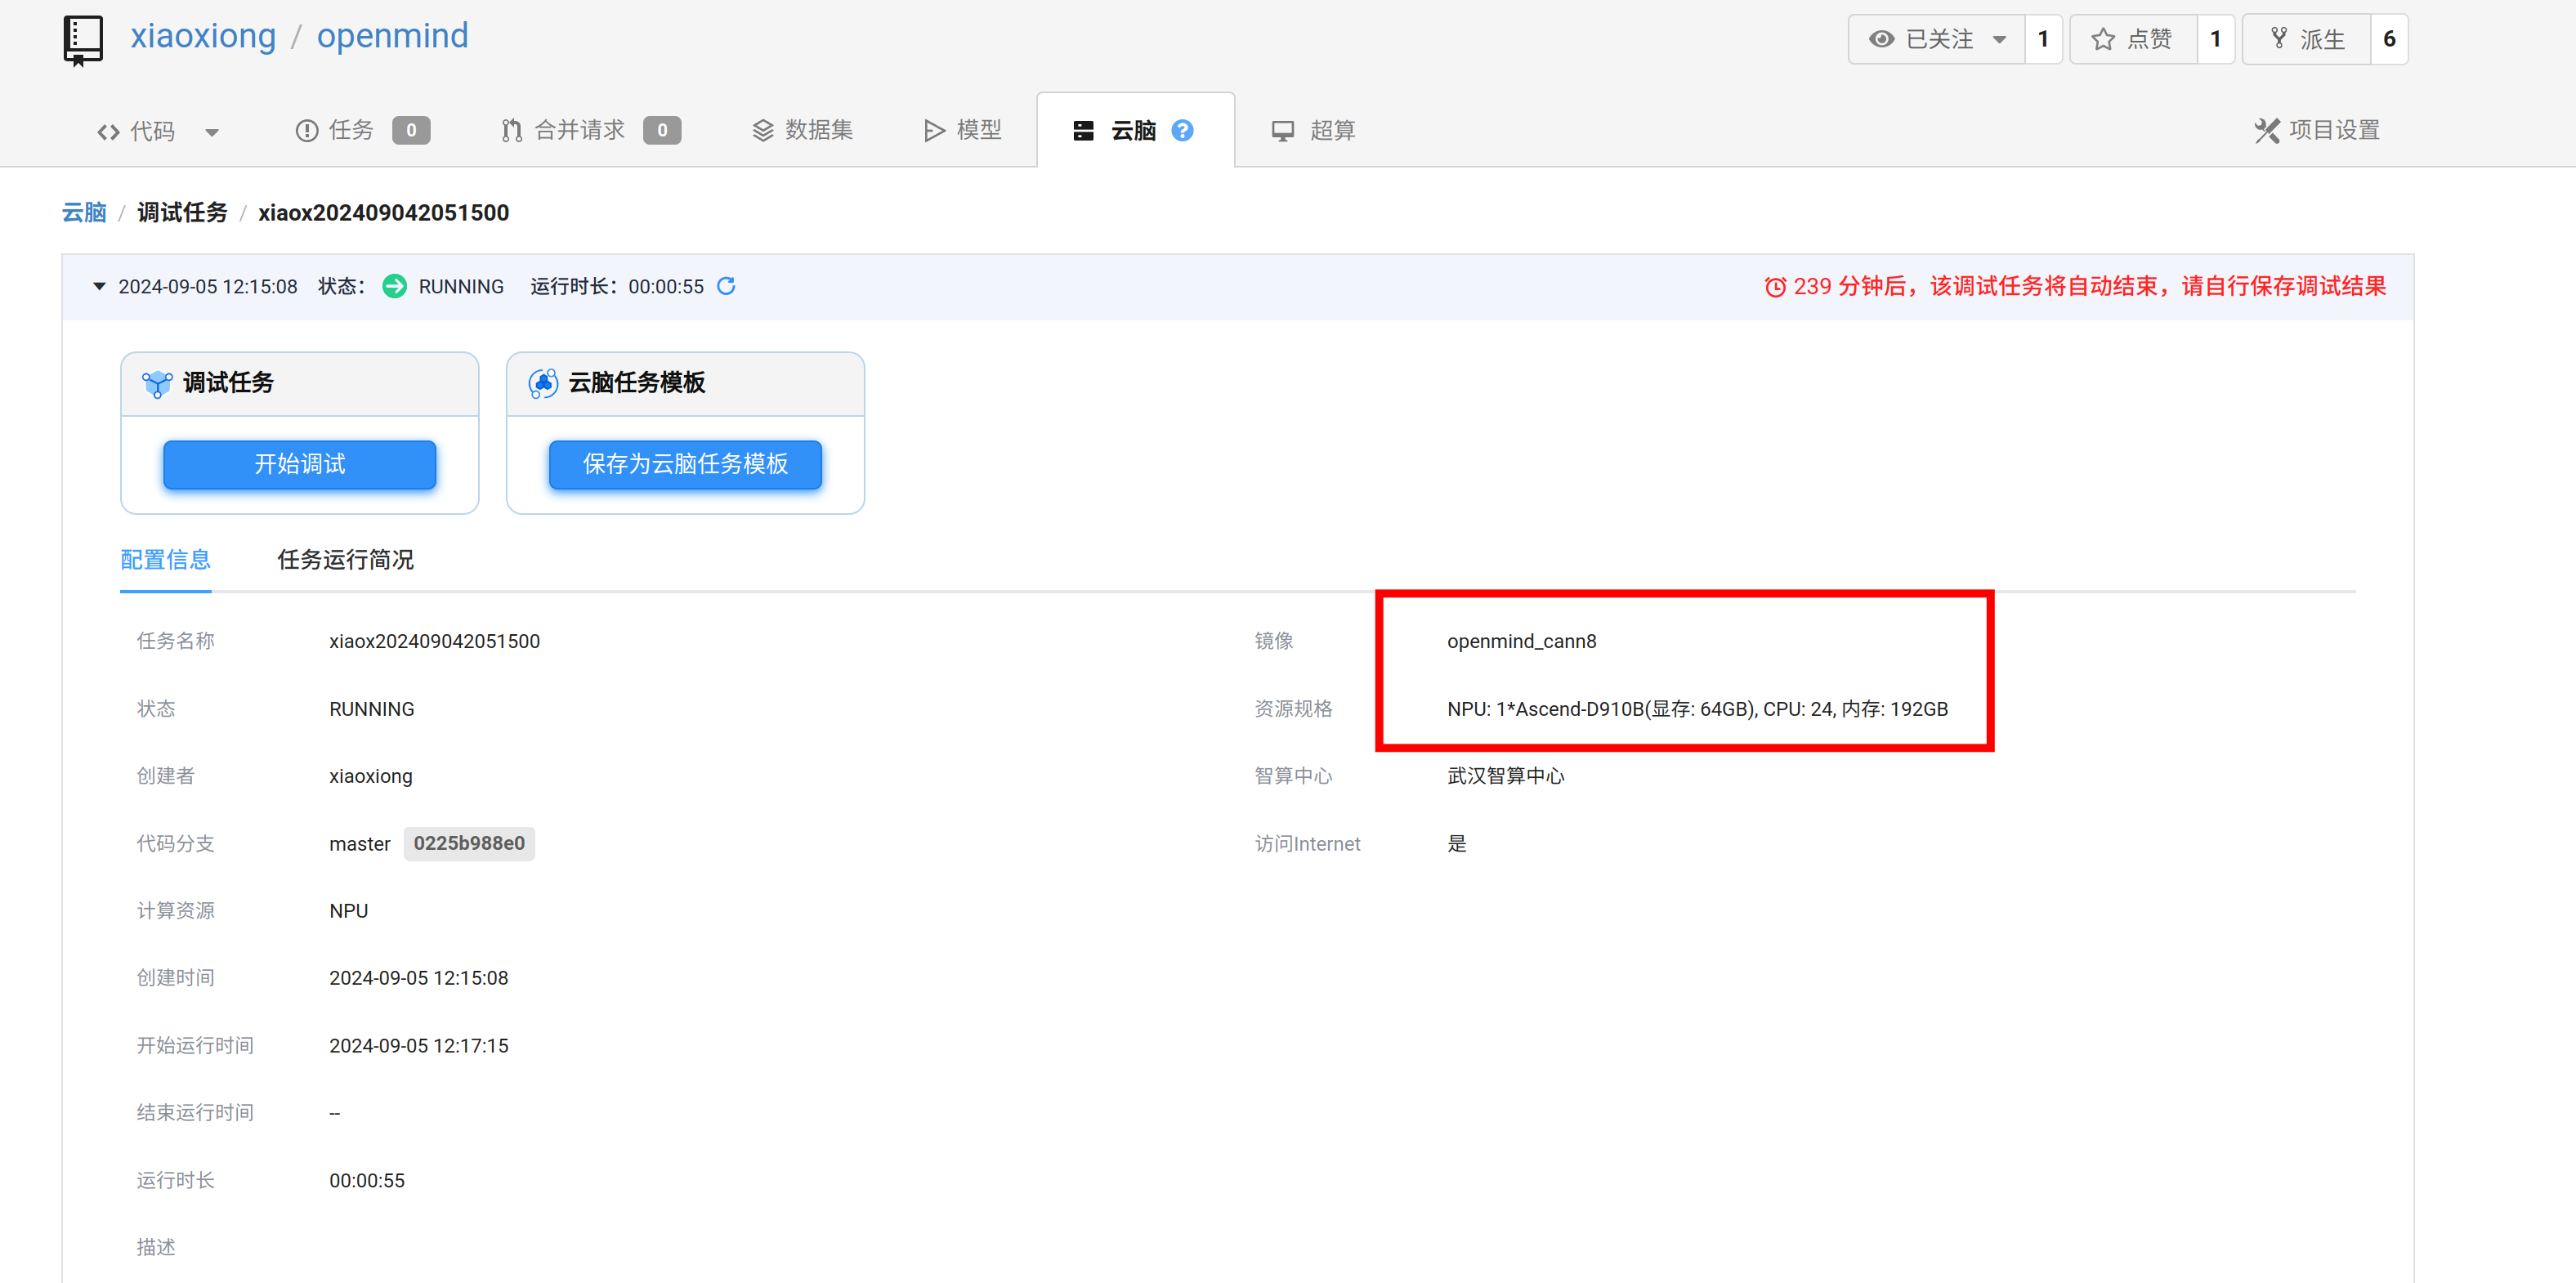 xiaoxiong / openmind
已关注 1 点赞 1 派生 6
代码 任务 0 合并请求 0 数据集 模型 云脑 ? 超算 项目设置
云脑 / 调试任务 / xiaox202409042051500
2024-09-05 12:15:08 状态： RUNNING 运行时长：00:00:55 239 分钟后，该调试任务将自动结束，请自行保存调试结果
调试任务 云脑任务模板
开始调试 保存为云脑任务模板
配置信息 任务运行简况
任务名称 xiaox202409042051500 镜像 openmind_cann8
状态 RUNNING 资源规格 NPU: 1*Ascend-D910B(显存: 64GB), CPU: 24, 内存: 192GB
创建者 xiaoxiong 智算中心 武汉智算中心
代码分支 master 0225b988e0 访问Internet 是
计算资源 NPU
创建时间 2024-09-05 12:15:08
开始运行时间 2024-09-05 12:17:15
结束运行时间 --
运行时长 00:00:55
描述